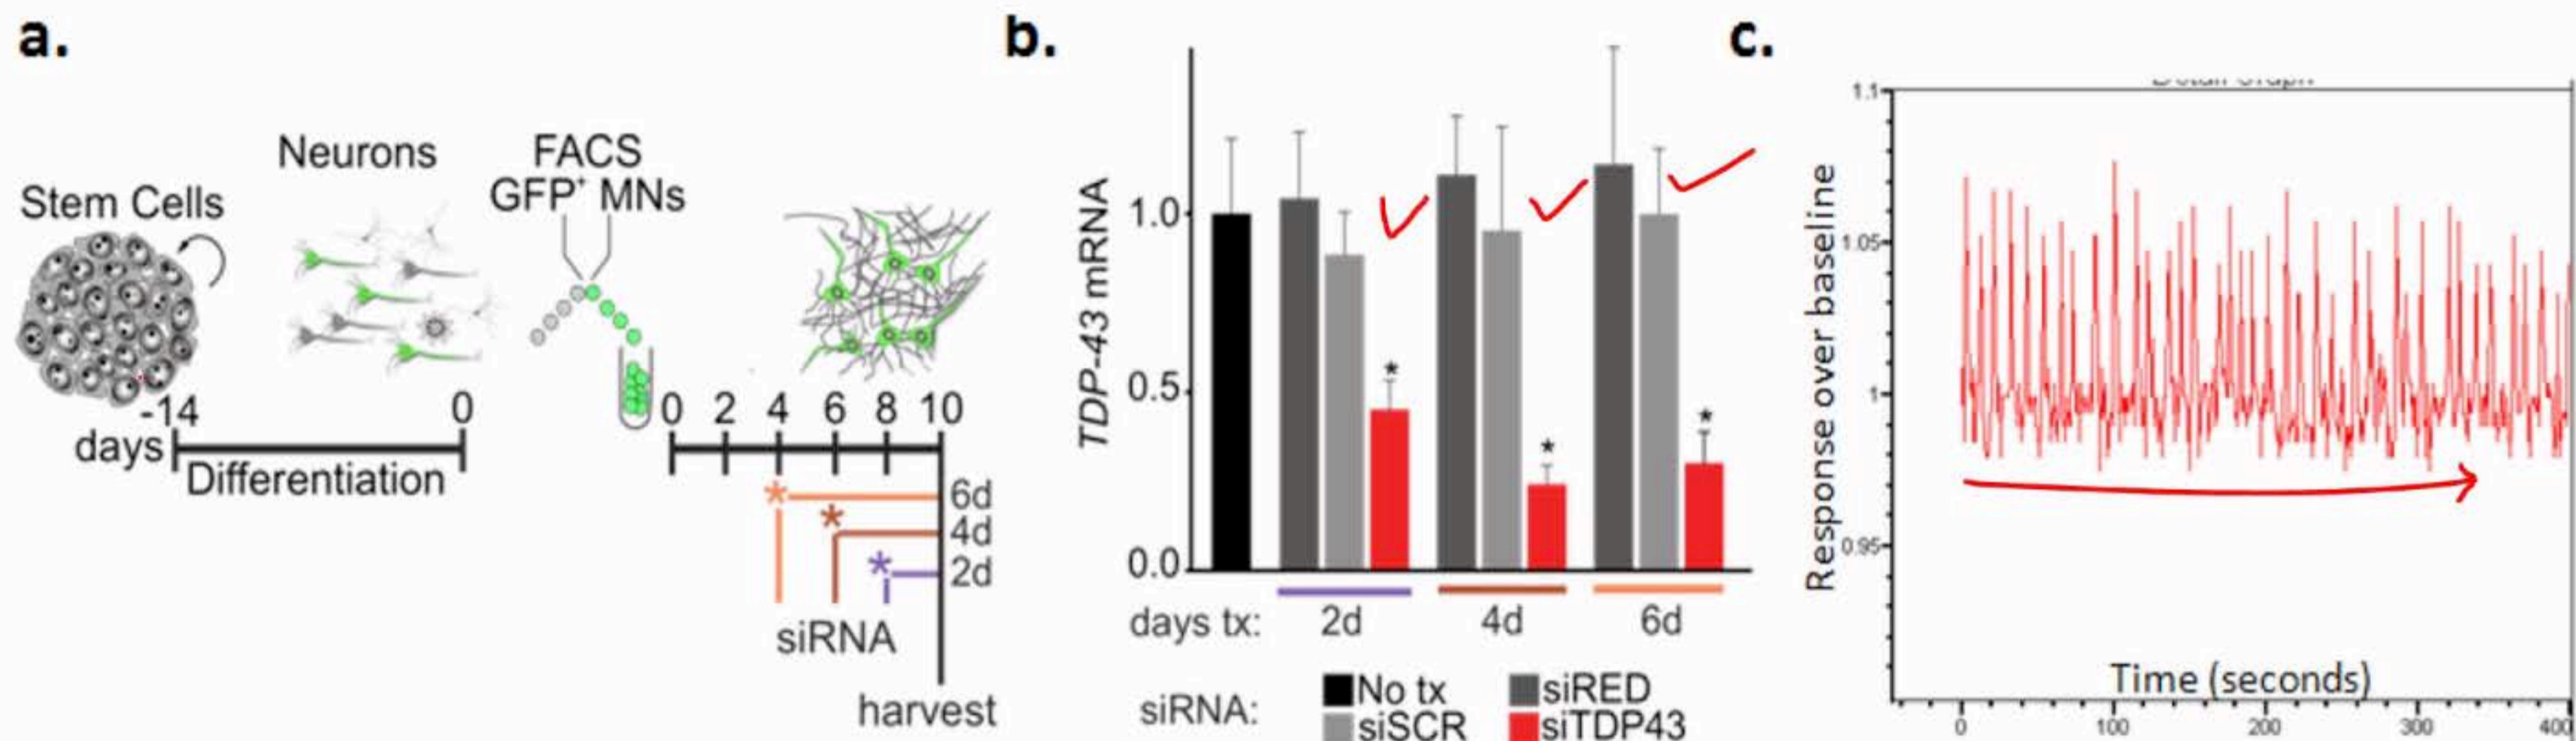 a.
Stem Cells
Neurons
FACS
GFP⁺ MNs
-14
0
days
Differentiation
0 2 4 6 8 10
* 6d
* 4d
* 2d
siRNA
harvest
b.
TDP-43 mRNA
1.0
0.5
0.0
*
*
*
days tx: 2d 4d 6d
siRNA:
No tx
siRED
siSCR
siTDP43
c.
Detail Graph
Response over baseline
1.1
1.05
1
0.95
Time (seconds)
0 100 200 300 400